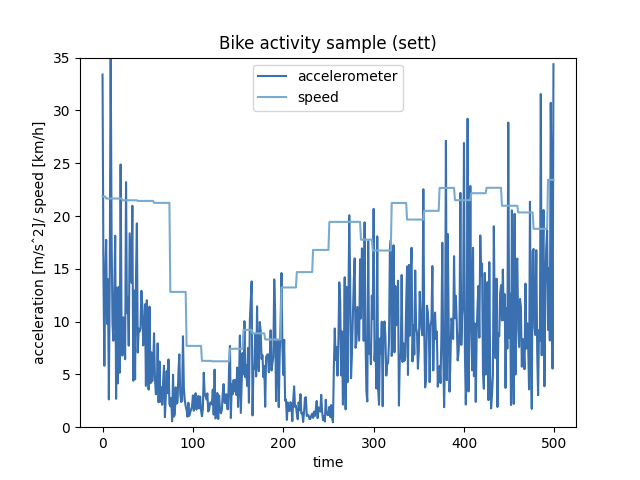 Bike activity sample (sett)
accelerometer
speed
acceleration [m/s^2]/ speed [km/h]
35
30
25
20
15
10
5
0
0 100 200 300 400 500
time